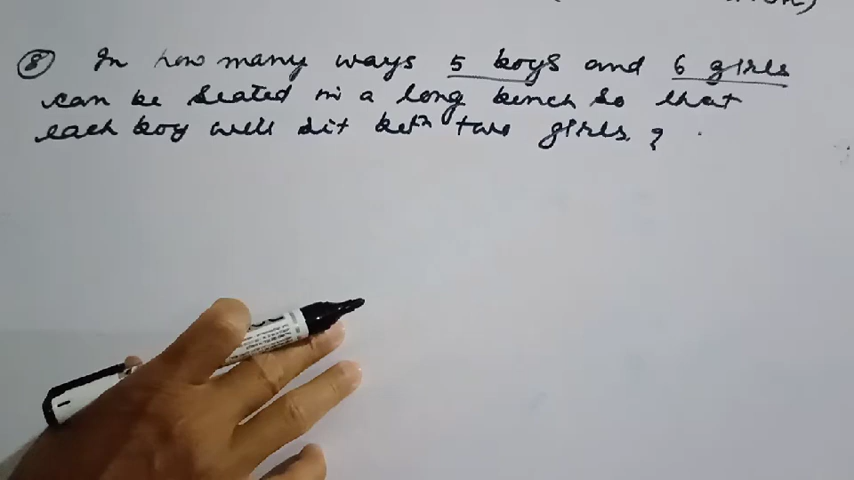 8 In how many ways 5 boys and 6 girls
can be seated in a long bench so that
each boy will sit betn two girls?